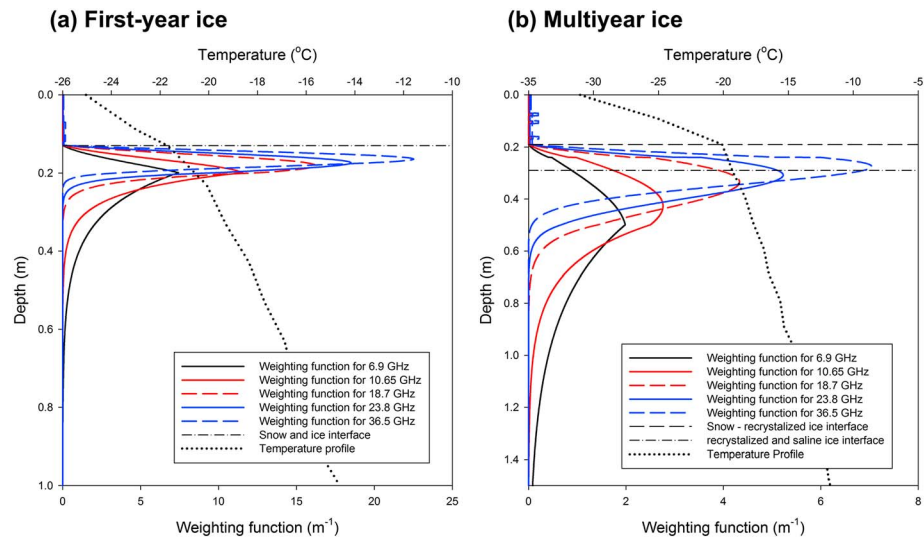 (a) First-year ice
Temperature (°C)
-26 -24 -22 -20 -18 -16 -14 -12 -10
0.0
0.2
0.4
0.6
0.8
1.0
Depth (m)
Weighting function for 6.9 GHz
Weighting function for 10.65 GHz
Weighting function for 18.7 GHz
Weighting function for 23.8 GHz
Weighting function for 36.5 GHz
Snow and ice interface
Temperature profile
0 5 10 15 20 25
Weighting function (m⁻¹)
(b) Multiyear ice
Temperature (°C)
-35 -30 -25 -20 -15 -10 -5
0.0
0.2
0.4
0.6
0.8
1.0
1.2
1.4
Depth (m)
Weighting function for 6.9 GHz
Weighting function for 10.65 GHz
Weighting function for 18.7 GHz
Weighting function for 23.8 GHz
Weighting function for 36.5 GHz
Snow - recrystalized ice interface
recrystalized and saline ice interface
Temperature Profile
0 2 4 6 8
Weighting function (m⁻¹)